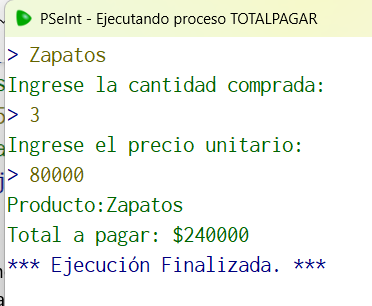 PSeInt - Ejecutando proceso TOTALPAGAR
> Zapatos
Ingrese la cantidad comprada:
> 3
Ingrese el precio unitario:
> 80000
Producto:Zapatos
Total a pagar: $240000
*** Ejecución Finalizada. ***